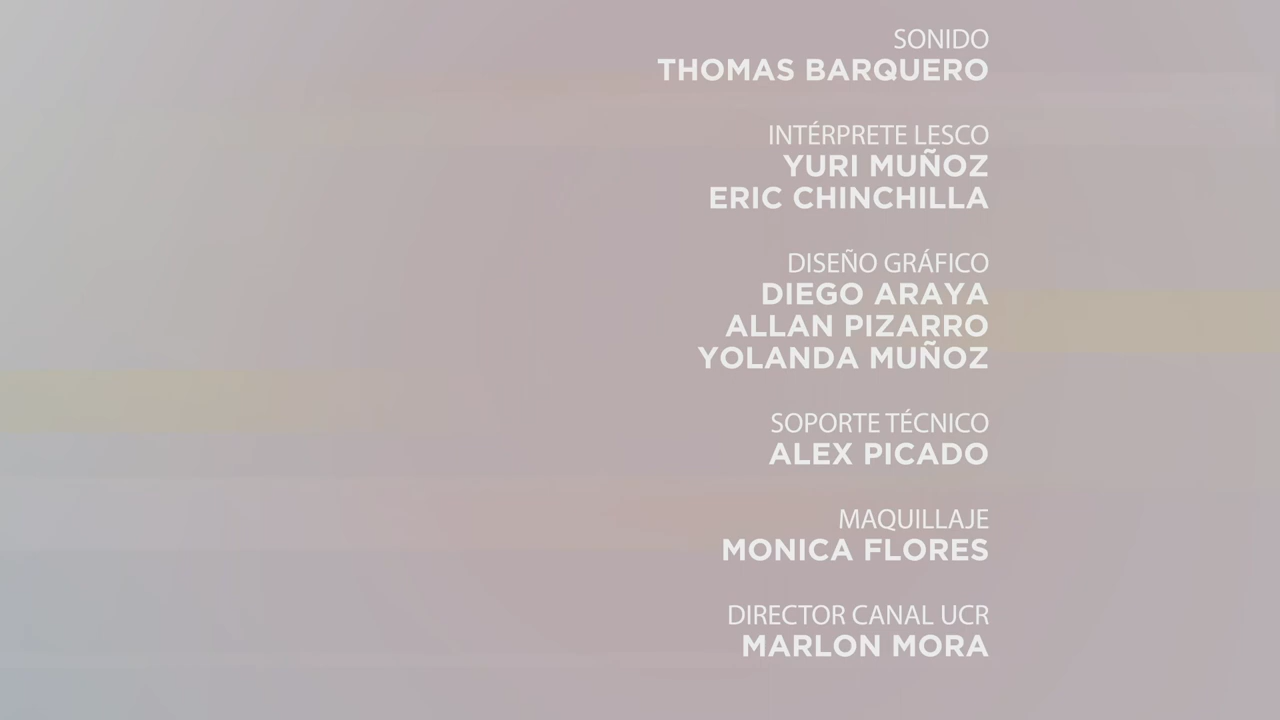 SONIDO
THOMAS BARQUERO
INTÉRPRETE LESCO
YURI MUÑOZ
ERIC CHINCHILLA
DISEÑO GRÁFICO
DIEGO ARAYA
ALLAN PIZARRO
YOLANDA MUÑOZ
SOPORTE TÉCNICO
ALEX PICADO
MAQUILLAJE
MONICA FLORES
DIRECTOR CANAL UCR
MARLON MORA